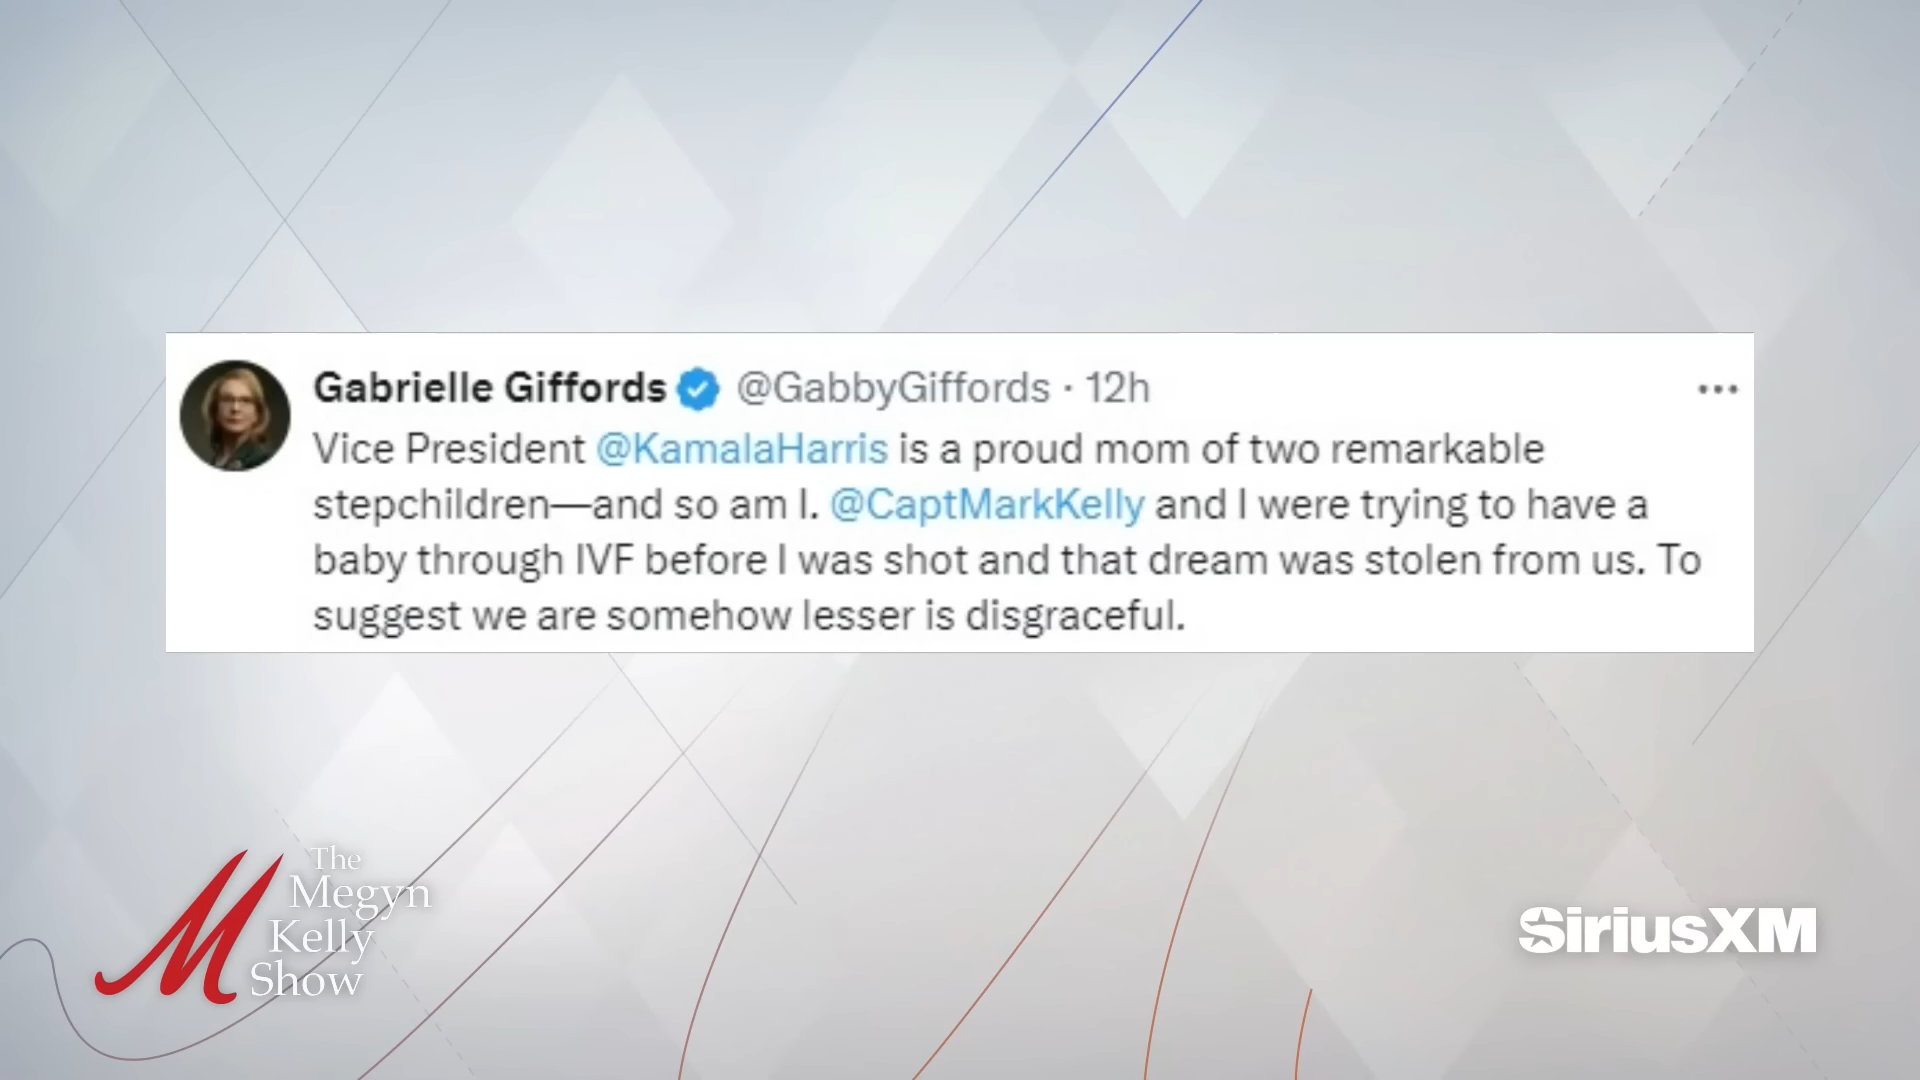 Gabrielle Giffords @GabbyGiffords · 12h
Vice President @KamalaHarris is a proud mom of two remarkable
stepchildren—and so am I. @CaptMarkKelly and I were trying to have a
baby through IVF before I was shot and that dream was stolen from us. To
suggest we are somehow lesser is disgraceful.
The
Megyn
Kelly
Show
SiriusXM